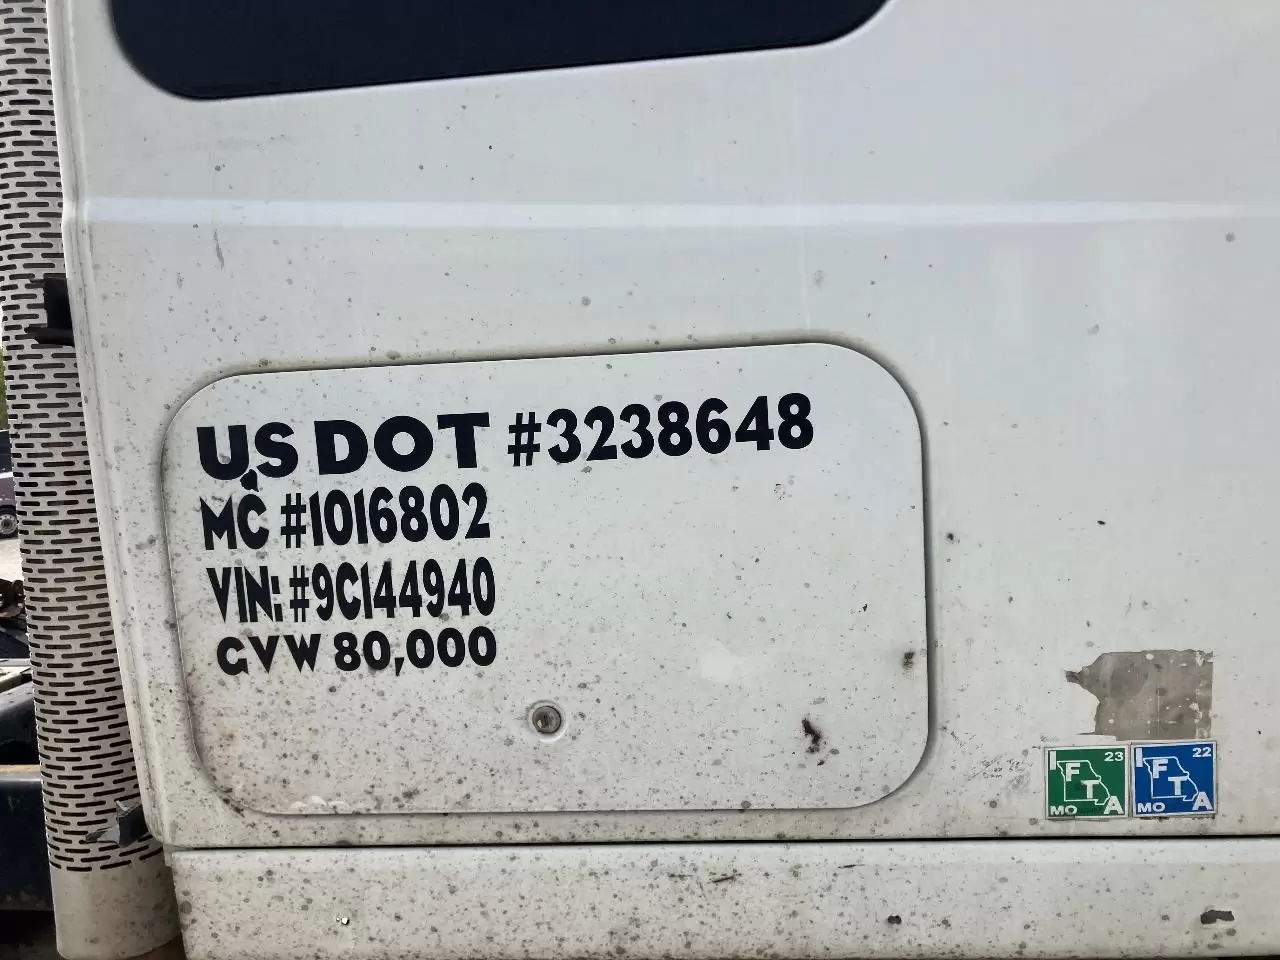 US DOT #3238648
MC #1016802
VIN: #9C144940
GVW 80,000
IFTA 23 MO
IFTA 22 MO